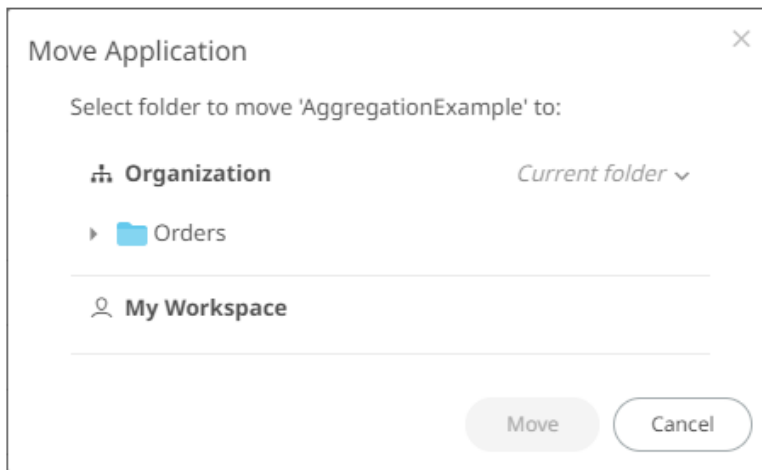 Move Application
Select folder to move 'AggregationExample' to:
Organization Current folder
Orders
My Workspace
Move Cancel